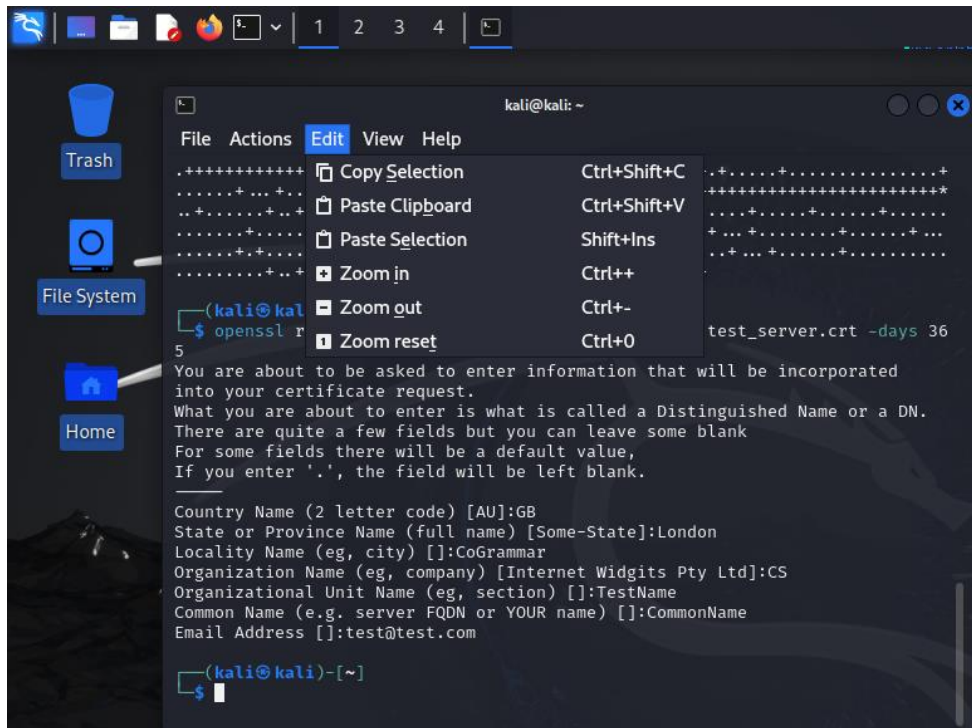 1 2 3 4
kali@kali: ~
File Actions Edit View Help
Trash
File System
Home
Copy Selection Ctrl+Shift+C
Paste Clipboard Ctrl+Shift+V
Paste Selection Shift+Ins
Zoom in Ctrl++
Zoom out Ctrl+-
Zoom reset Ctrl+0
┌──(kali㉿kal
└─$ openssl r test_server.crt -days 36
5
You are about to be asked to enter information that will be incorporated
into your certificate request.
What you are about to enter is what is called a Distinguished Name or a DN.
There are quite a few fields but you can leave some blank
For some fields there will be a default value,
If you enter '.', the field will be left blank.
-----
Country Name (2 letter code) [AU]:GB
State or Province Name (full name) [Some-State]:London
Locality Name (eg, city) []:CoGrammar
Organization Name (eg, company) [Internet Widgits Pty Ltd]:CS
Organizational Unit Name (eg, section) []:TestName
Common Name (e.g. server FQDN or YOUR name) []:CommonName
Email Address []:test@test.com
┌──(kali㉿kali)-[~]
└─$